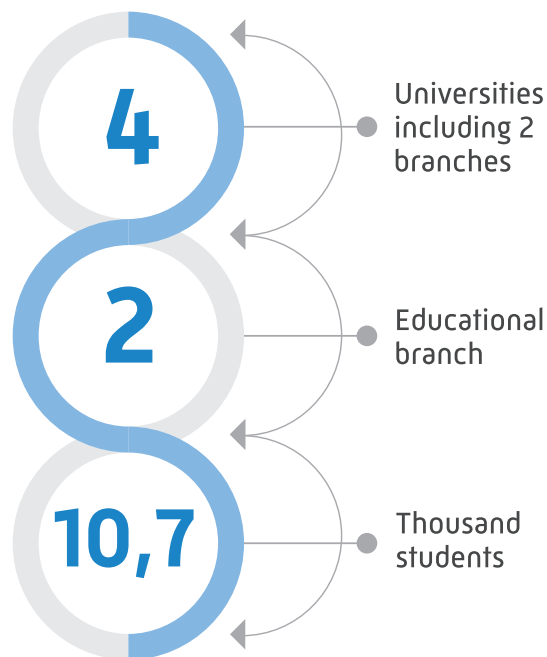 4
Universities
including 2
branches
2
Educational
branch
10,7
Thousand
students